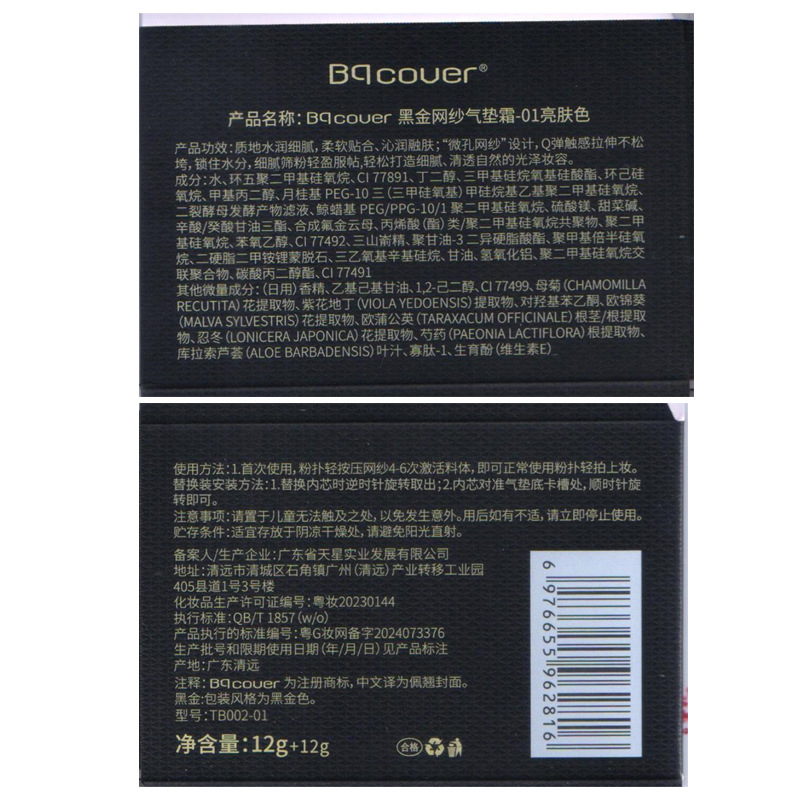 Bqcover®
产品名称：Bqcover 黑金网纱气垫霜-01亮肤色
产品功效：质地水润细腻，柔软贴合、沁润融肤；“微孔网纱”设计，Q弹触感拉伸不松
垮，锁住水分，细腻筛粉轻盈服帖，轻松打造细腻、清透自然的光泽妆容。
成分：水、环五聚二甲基硅氧烷、CI 77891、丁二醇、三甲基硅烷氧基硅酸酯、环己硅
氧烷、甲基丙二醇、月桂基 PEG-10 三（三甲硅氧基）甲硅烷基乙基聚二甲基硅氧烷、
二裂酵母发酵产物滤液、鲸蜡基 PEG/PPG-10/1 聚二甲基硅氧烷、硫酸镁、甜菜碱、
辛酸/癸酸甘油三酯、合成氟金云母、丙烯酸（酯）类/聚二甲基硅氧烷共聚物、聚二甲
基硅氧烷、苯氧乙醇、CI 77492、三山嵛精、聚甘油-3 二异硬脂酸酯、聚甲基倍半硅氧
烷、二硬脂二甲铵锂蒙脱石、三乙氧基辛基硅烷、甘油、氢氧化铝、聚二甲基硅氧烷交
联聚合物、碳酸丙二醇酯、CI 77491
其他微量成分：（日用）香精、乙基己基甘油、1,2-己二醇、CI 77499、母菊（CHAMOMILLA
RECUTITA）花提取物、紫花地丁（VIOLA YEDOENSIS）提取物、对羟基苯乙酮、欧锦葵
（MALVA SYLVESTRIS）花提取物、欧蒲公英（TARAXACUM OFFICINALE）根茎/根提取
物、忍冬（LONICERA JAPONICA）花提取物、芍药（PAEONIA LACTIFLORA）根提取物、
库拉索芦荟（ALOE BARBADENSIS）叶汁、寡肽-1、生育酚（维生素E）
使用方法：1.首次使用，粉扑轻按压网纱4-6次激活料体，即可正常使用粉扑轻拍上妆。
替换装安装方法：1.替换内芯时逆时针旋转取出；2.内芯对准气垫底卡槽处，顺时针旋
转即可。
注意事项：请置于儿童无法触及之处，以免发生意外。用后如有不适，请立即停止使用。
贮存条件：适宜存放于阴凉干燥处，请避免阳光直射。
备案人/生产企业：广东省天星实业发展有限公司
地址：清远市清城区石角镇广州（清远）产业转移工业园
405县道1号3号楼
化妆品生产许可证编号：粤妆20230144
执行标准：QB/T 1857(w/o)
产品执行的标准编号：粤G妆网备字2024073376
生产批号和限期使用日期（年/月/日）见产品标注
产地：广东清远
注释：Bqcover 为注册商标，中文译为佩翘封面。
黑金：包装风格为黑金色。
型号：TB002-01
净含量：12g+12g
合格
6 976655 962816